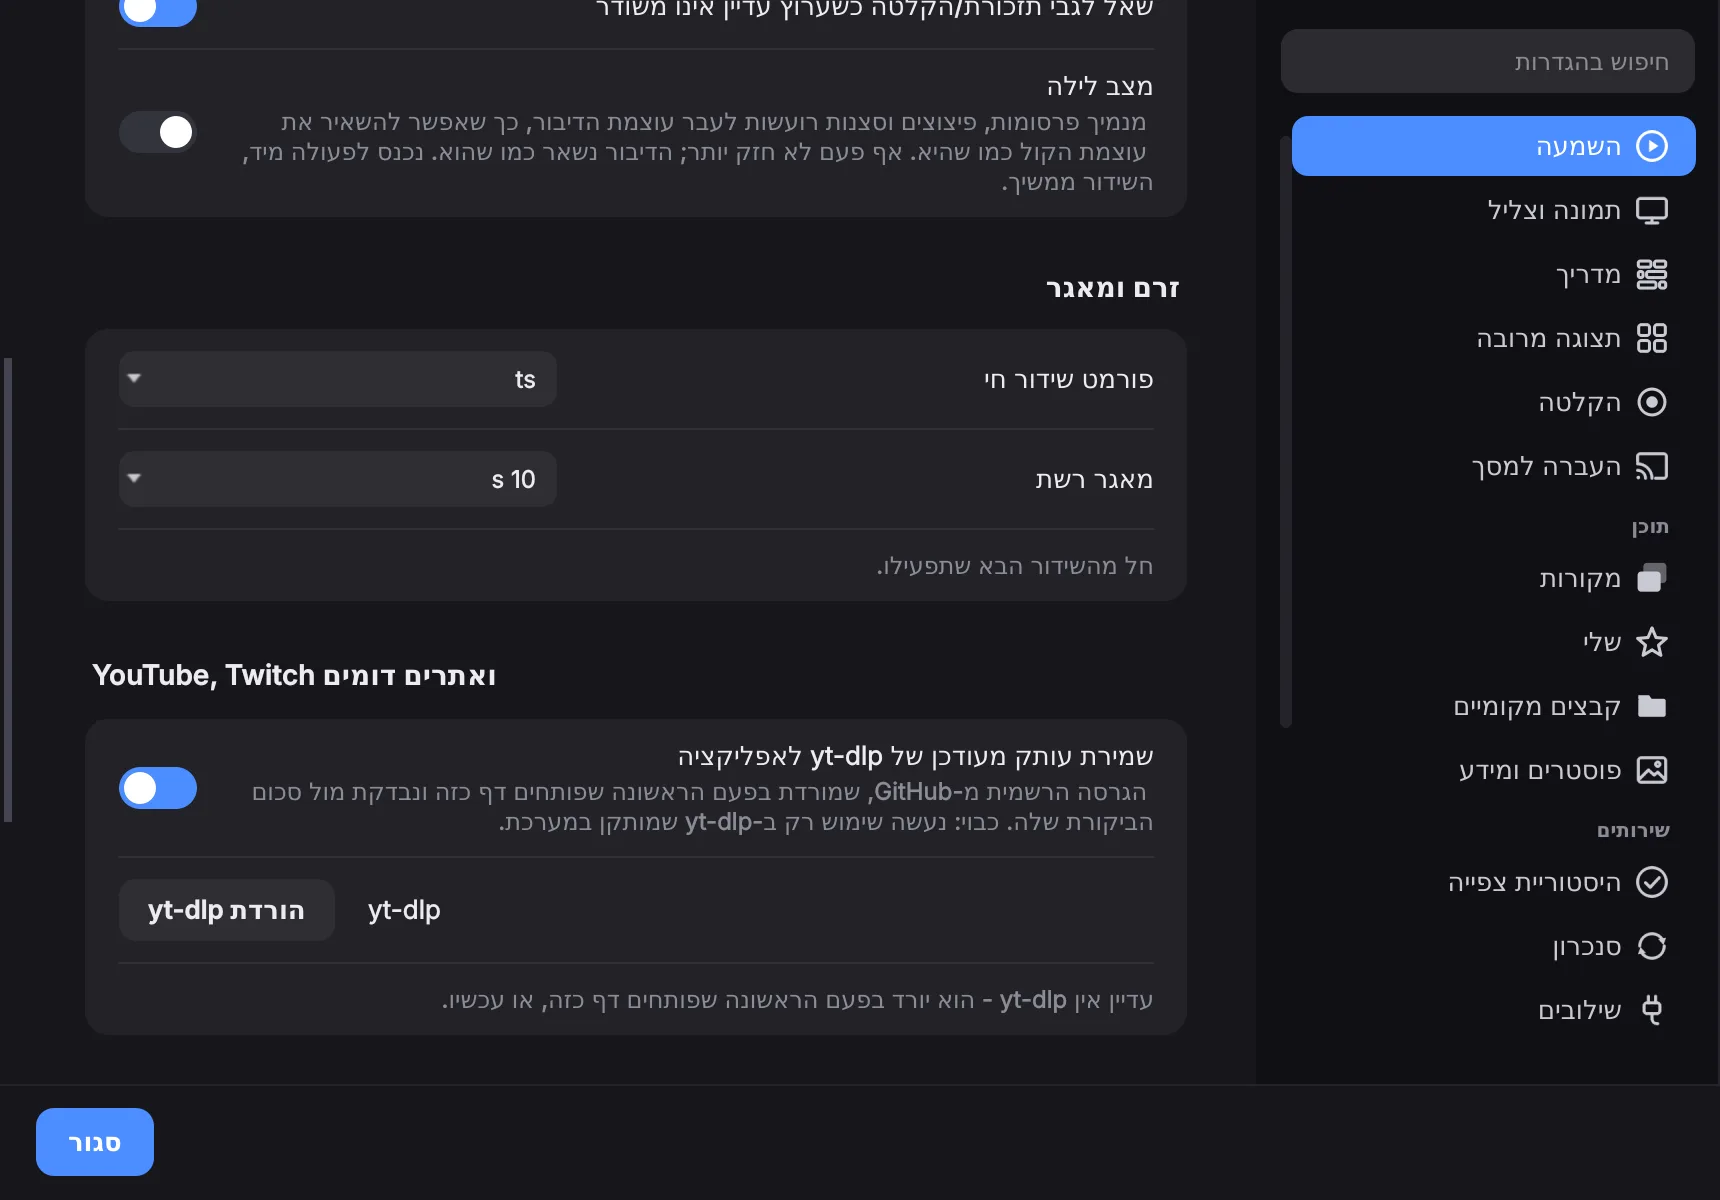 חיפוש בהגדרות
השמעה
תמונה וצליל
מדריך
תצוגה מרובה
הקלטה
העברה למסך
תוכן
מקורות
שלי
קבצים מקומיים
פוסטרים ומידע
שירותים
היסטוריית צפייה
סנכרון
שילובים
שאל לגבי תזכורת/הקלטה כשערוץ עדיין אינו משודר
מצב לילה
מנמיך פרסומות, פיצוצים וסצנות רועשות לעבר עוצמת הדיבור, כך שאפשר להשאיר את
עוצמת הקול כמו שהיא. אף פעם לא חזק יותר; הדיבור נשאר כמו שהוא. נכנס לפעולה מיד,
השידור ממשיך.
זרם ומאגר
פורמט שידור חי
ts
מאגר רשת
10 s
חל מהשידור הבא שתפעילו.
YouTube, Twitch ואתרים דומים
שמירת עותק מעודכן של yt-dlp לאפליקציה
הגרסה הרשמית מ-GitHub, שמורדת בפעם הראשונה שפותחים דף כזה ונבדקת מול סכום
הביקורת שלה. כבוי: נעשה שימוש רק ב-yt-dlp שמותקן במערכת.
yt-dlp
הורדת yt-dlp
עדיין אין yt-dlp - הוא יורד בפעם הראשונה שפותחים דף כזה, או עכשיו.
סגור